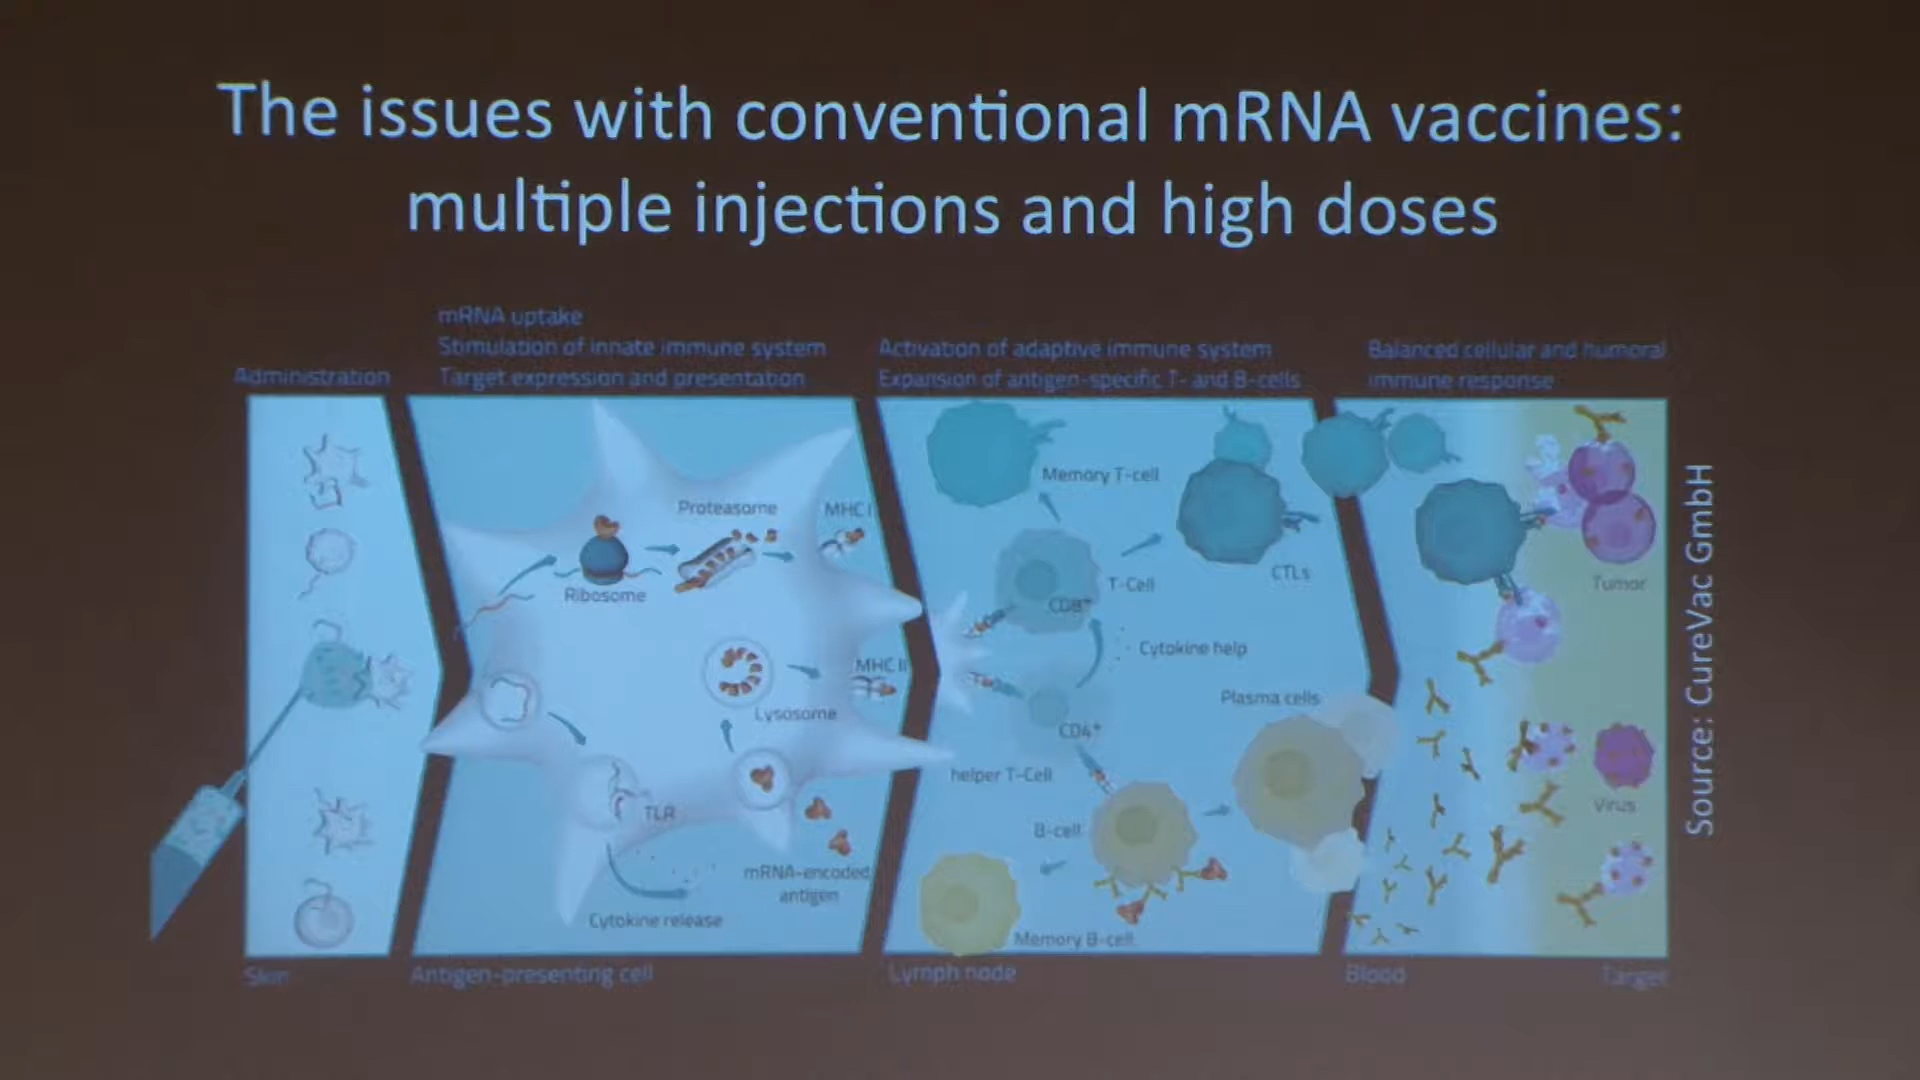 The issues with conventional mRNA vaccines:
multiple injections and high doses
Administration
mRNA uptake
Stimulation of innate immune system
Target expression and presentation
Activation of adaptive immune system
Expansion of antigen-specific T- and B-cells
Balanced cellular and humoral
immune response
Proteasome
MHC I
Ribosome
MHC II
Lysosome
TLR
mRNA-encoded
antigen
Cytokine release
Memory T-cell
T-Cell
CD8+
CTLs
Cytokine help
Plasma cells
CD4+
helper T-Cell
B-cell
Memory B-cell
Tumor
Virus
Skin
Antigen-presenting cell
Lymph node
Blood
Target
Source: CureVac GmbH